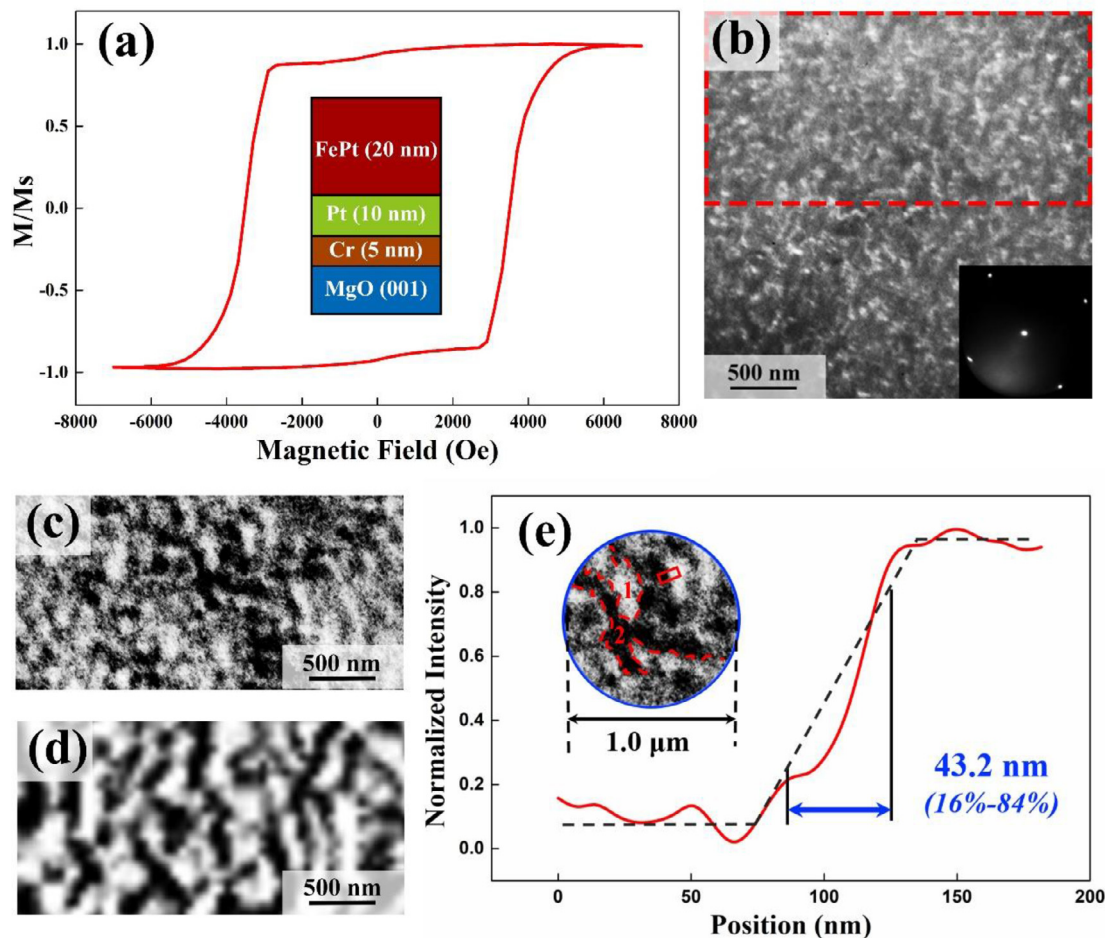 (a)
1.0
0.5
0.0
-0.5
-1.0
M/Ms
FePt (20 nm)
Pt (10 nm)
Cr (5 nm)
MgO (001)
-8000 -6000 -4000 -2000 0 2000 4000 6000 8000
Magnetic Field (Oe)
(b)
500 nm
(c)
500 nm
(d)
500 nm
(e)
1.0
0.8
0.6
0.4
0.2
0.0
Normalized Intensity
1
2
1.0 μm
43.2 nm
(16%-84%)
0 50 100 150 200
Position (nm)